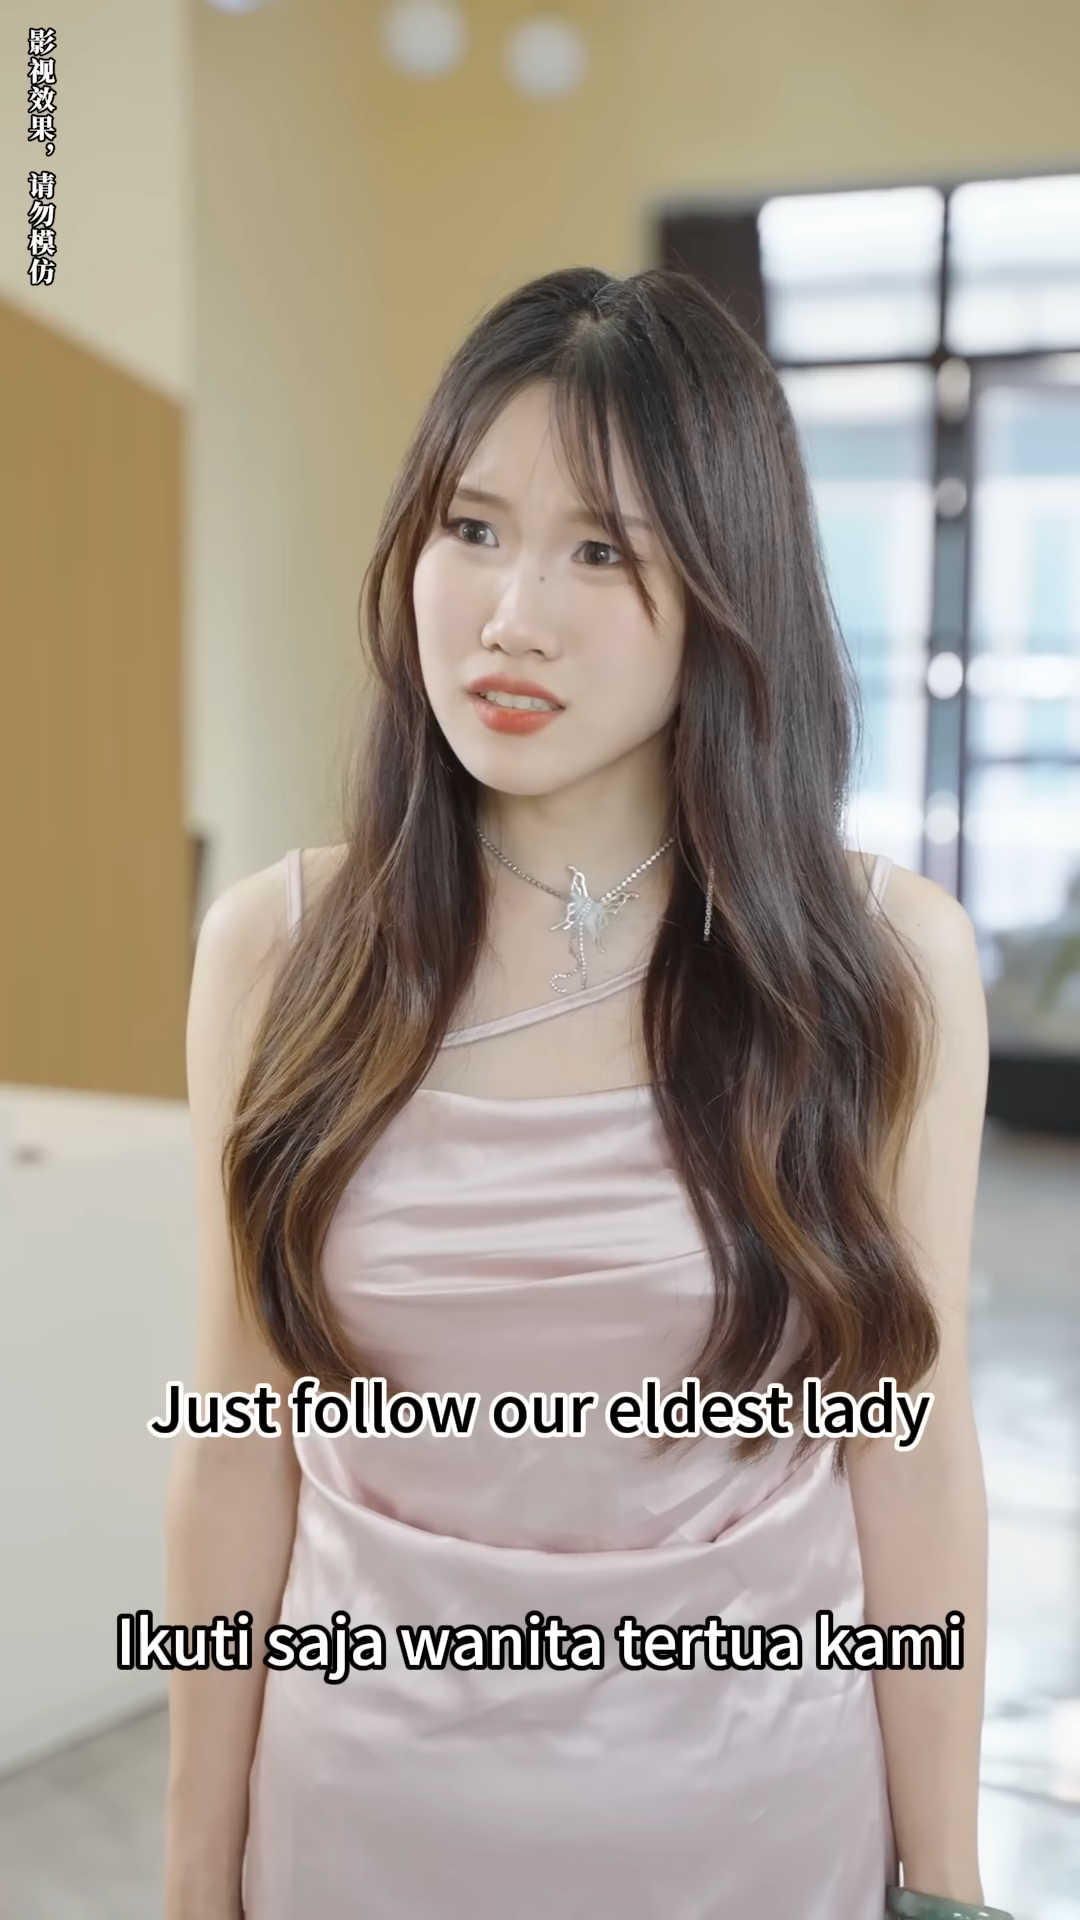 影视效果，请勿模仿
Just follow our eldest lady
Ikuti saja wanita tertua kami